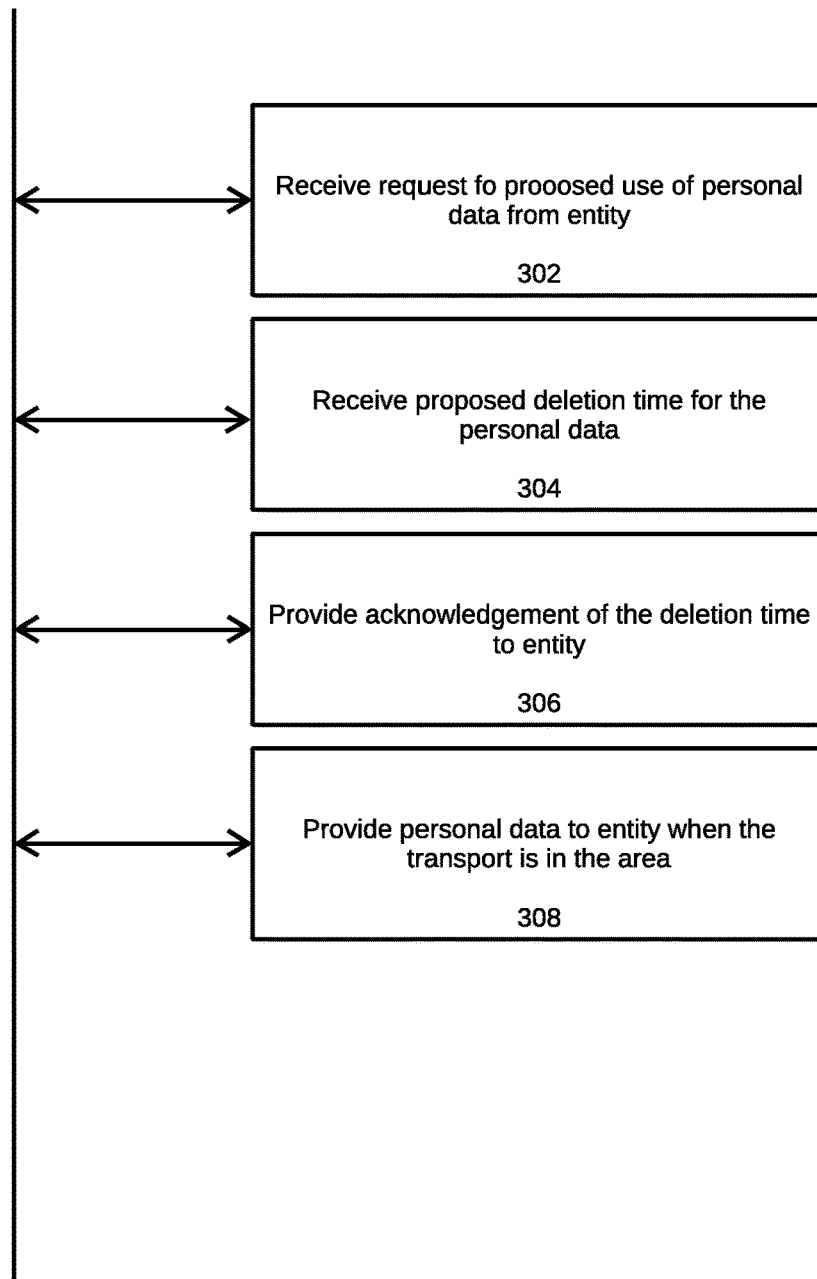 Receive request fo prooosed use of personal
data from entity
302
Receive proposed deletion time for the
personal data
304
Provide acknowledgement of the deletion time
to entity
306
Provide personal data to entity when the
transport is in the area
308